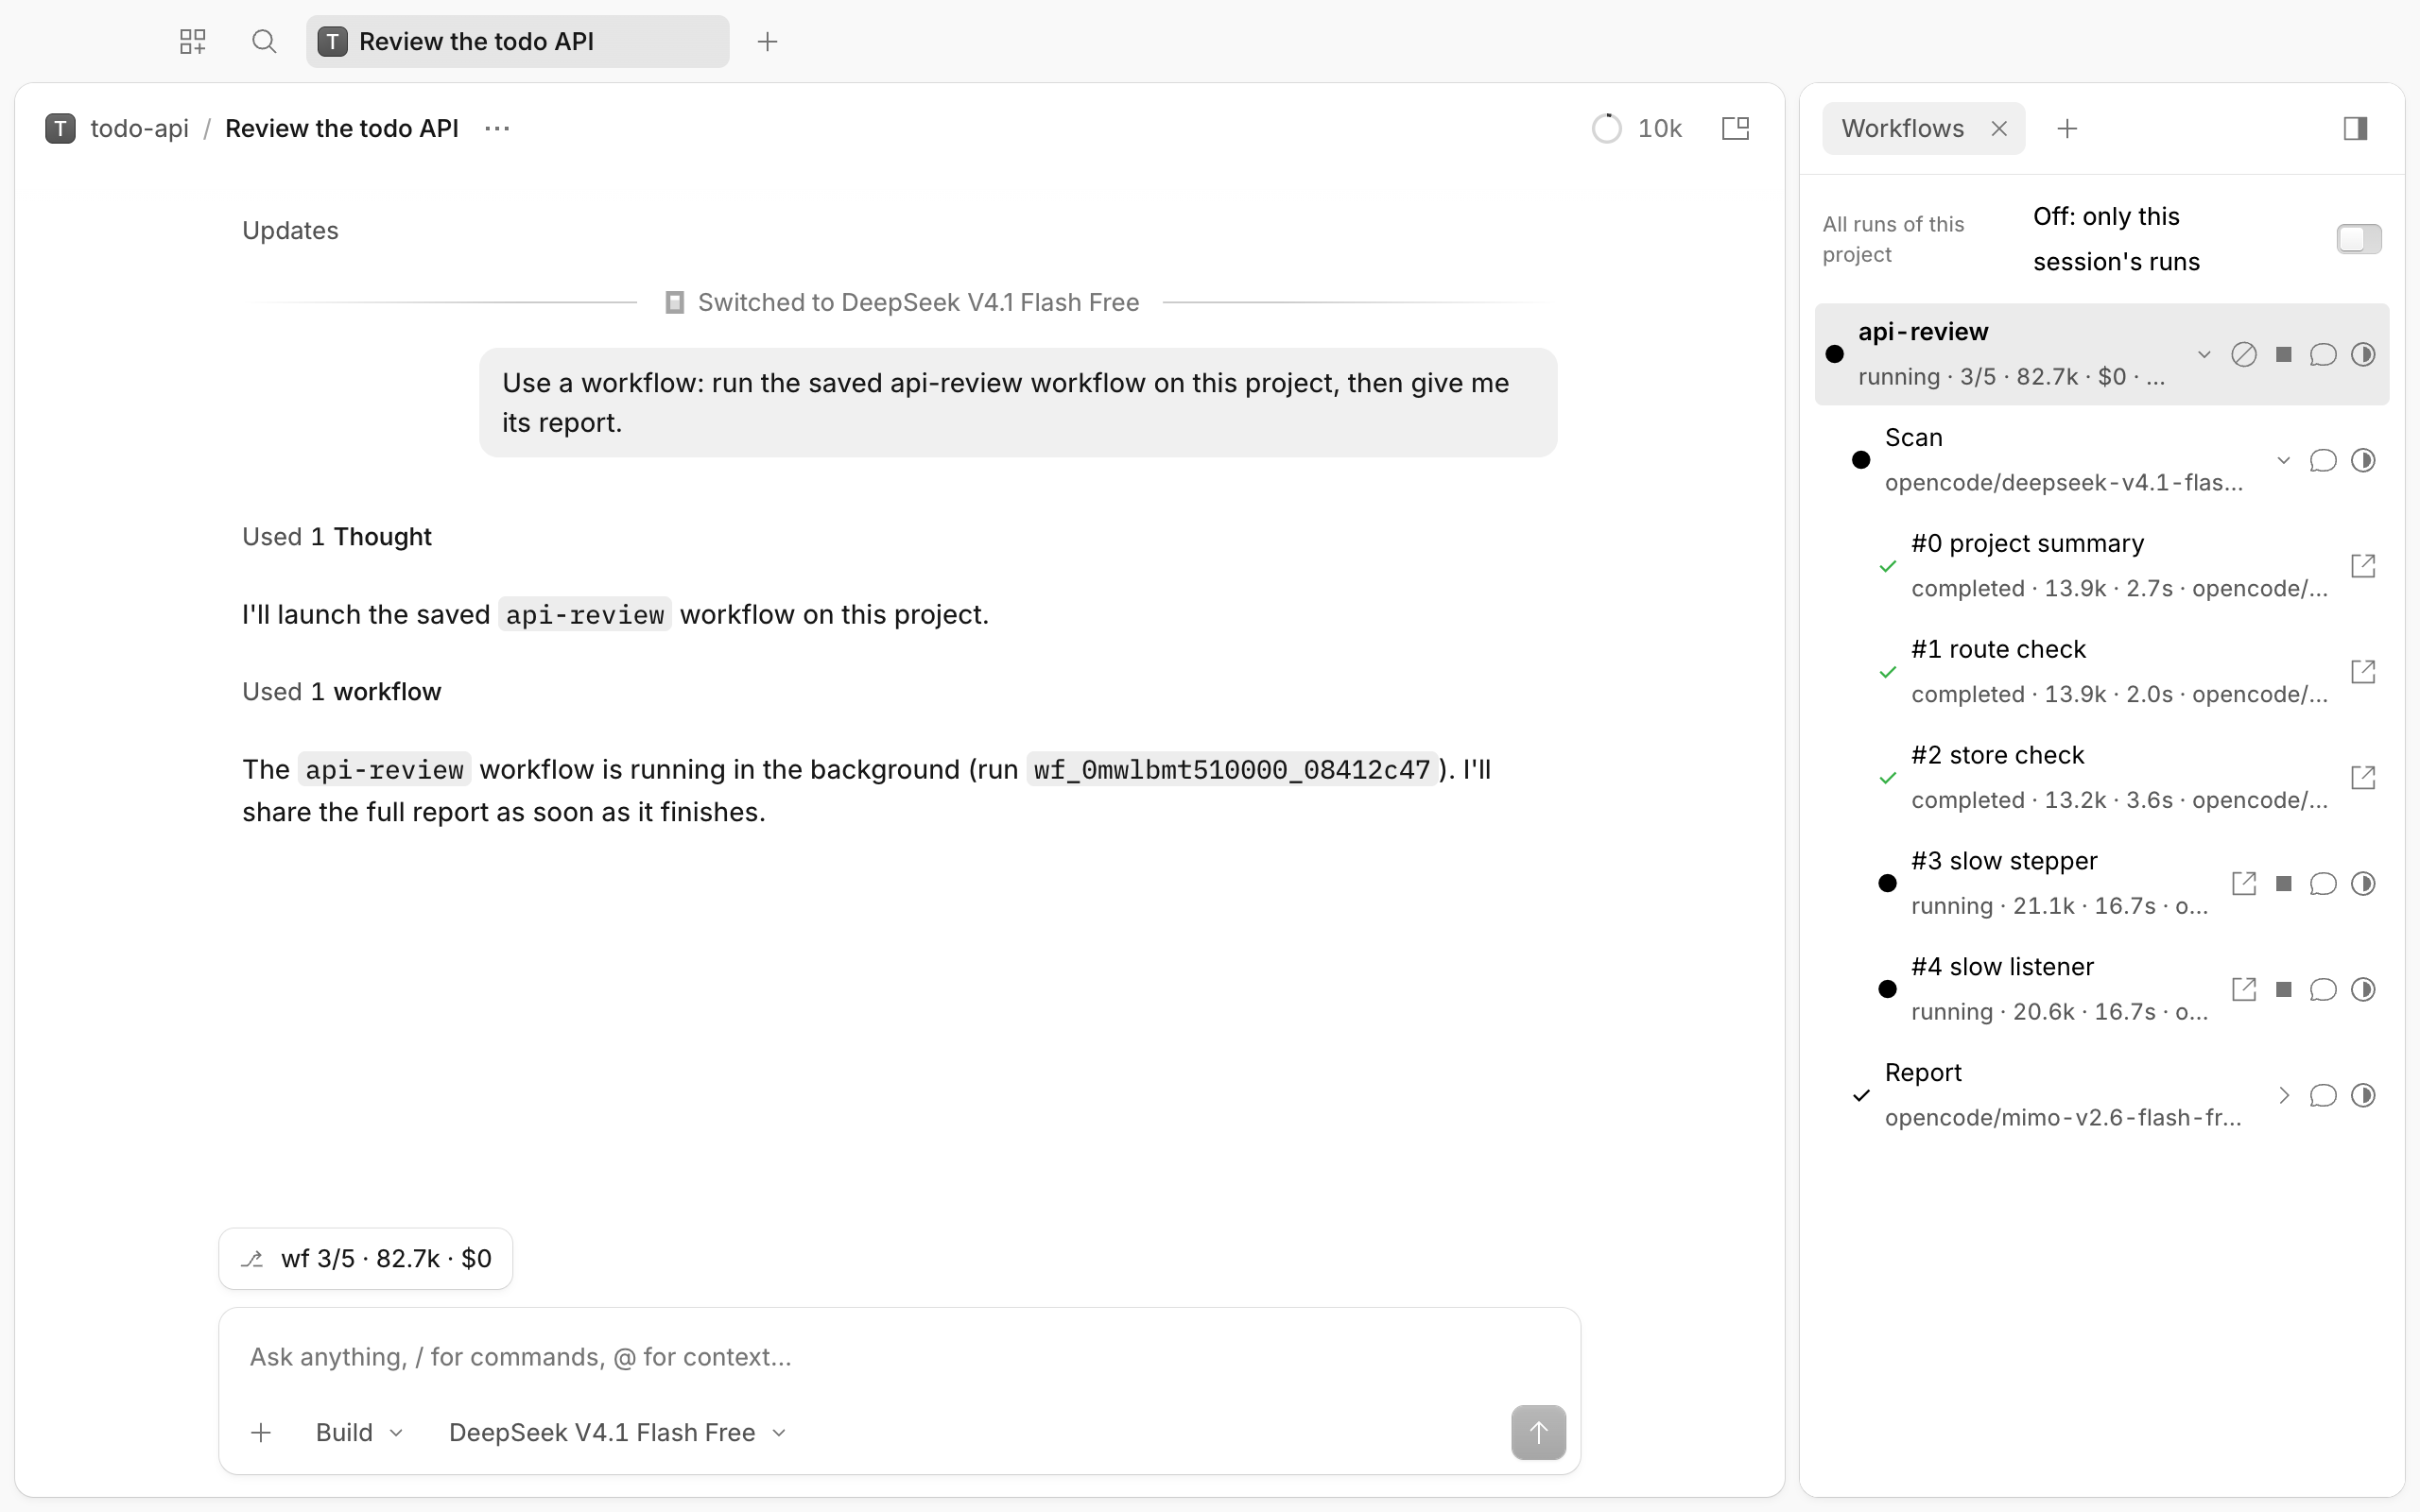 T Review the todo API
T todo-api / Review the todo API ···
10k
Updates
Switched to DeepSeek V4.1 Flash Free
Use a workflow: run the saved api-review workflow on this project, then give me
its report.
Used 1 Thought
I'll launch the saved api-review workflow on this project.
Used 1 workflow
The api-review workflow is running in the background (run wf_0mwlbmt510000_08412c47). I'll
share the full report as soon as it finishes.
wf 3/5 · 82.7k · $0
Ask anything, / for commands, @ for context...
Build
DeepSeek V4.1 Flash Free
Workflows
All runs of this
project
Off: only this
session's runs
api-review
running · 3/5 · 82.7k · $0 · ...
Scan
opencode/deepseek-v4.1-flas...
#0 project summary
completed · 13.9k · 2.7s · opencode/...
#1 route check
completed · 13.9k · 2.0s · opencode/...
#2 store check
completed · 13.2k · 3.6s · opencode/...
#3 slow stepper
running · 21.1k · 16.7s · o...
#4 slow listener
running · 20.6k · 16.7s · o...
Report
opencode/mimo-v2.6-flash-fr...